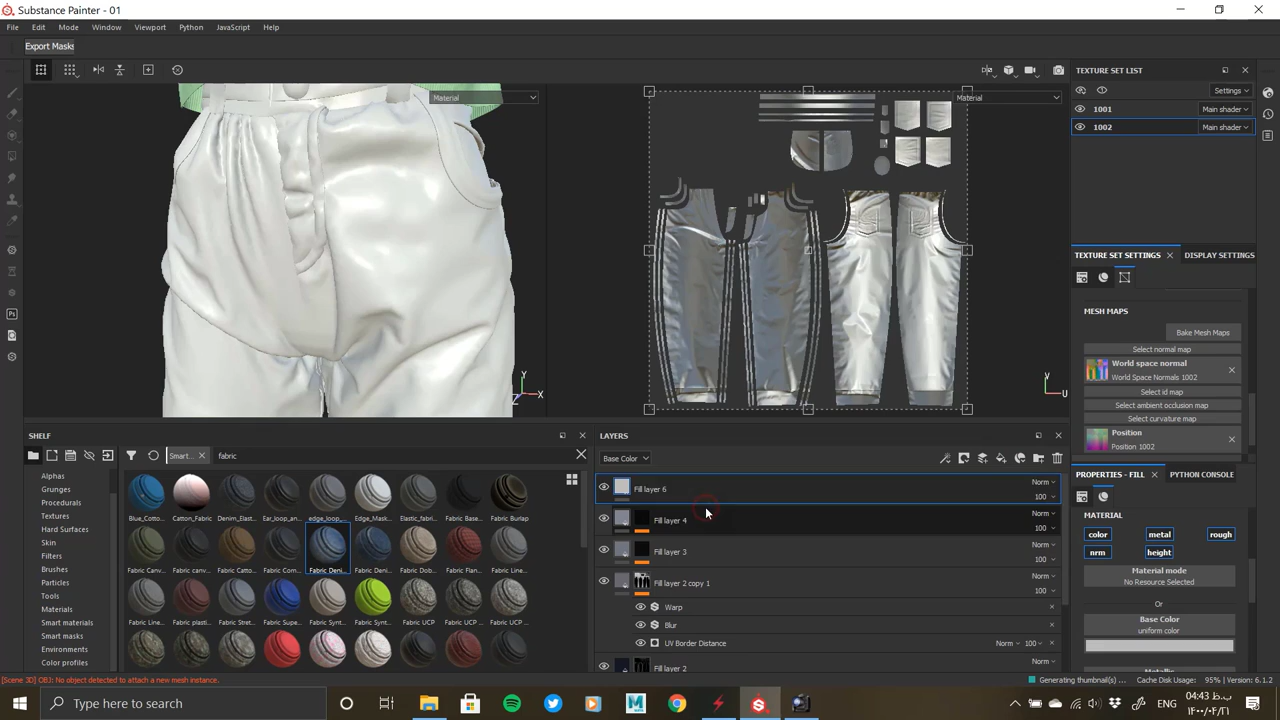 Substance Painter - 01
File Edit Mode Window Viewport Python JavaScript Help
Export Masks
Material
Material
TEXTURE SET LIST
Settings
1001 Main shader
1002 Main shader
TEXTURE SET SETTINGS DISPLAY SETTINGS
MESH MAPS
Bake Mesh Maps
Select normal map
World space normal
World Space Normals 1002
Select id map
Select ambient occlusion map
Select curvature map
Position
Position 1002
Y
X
V
U
SHELF
Smart... fabric
Alphas
Grunges
Procedurals
Textures
Hard Surfaces
Skin
Filters
Brushes
Particles
Tools
Materials
Smart materials
Smart masks
Environments
Color profiles
Blue_Cotto... Catton_Fabric Denim_Elast... Ear_loop_an... edge_loop_... Edge_Mask... Elastic_fabri... Fabric Base... Fabric Burlap
Fabric Canv... Fabric canv... Fabric Cotto... Fabric Com... Fabric Deni... Fabric Deni... Fabric Dob... Fabric Flan... Fabric Kim...
Fabric Line... Fabric plasti... Fabric Stret... Fabric Supe... Fabric Synt... Fabric Synt... Fabric UCP ... Fabric UCP ... Fabric UCP ...
LAYERS
Base Color
Fill layer 6 Norm 100
Fill layer 4 Norm 100
Fill layer 3 Norm 100
Fill layer 2 copy 1 Norm 100
Warp
Blur
UV Border Distance Norm 100
Fill layer 2 Norm
PROPERTIES - FILL PYTHON CONSOLE
MATERIAL
color metal rough
nrm height
Material mode
No Resource Selected
Or
Base Color
uniform color
Metallic
[Scene 3D] OBJ: No object detected to attach a new mesh instance.
Generating thumbnail(s)... Cache Disk Usage: 95% | Version: 6.1.2
Type here to search
ENG
04:43 ب.ظ